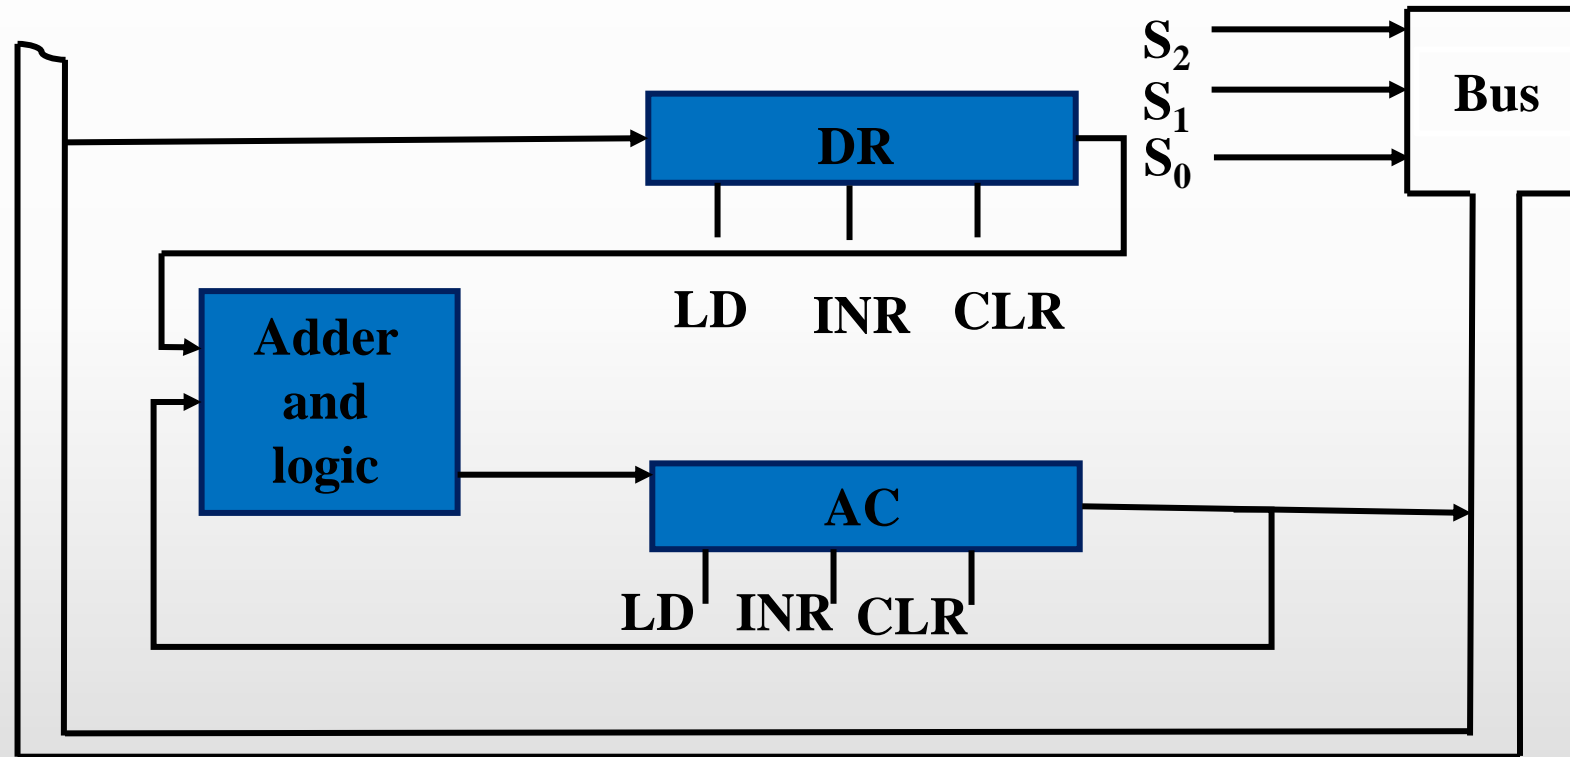 S₂
S₁
S₀
Bus
DR
LD INR CLR
Adder
and
logic
AC
LD INR CLR